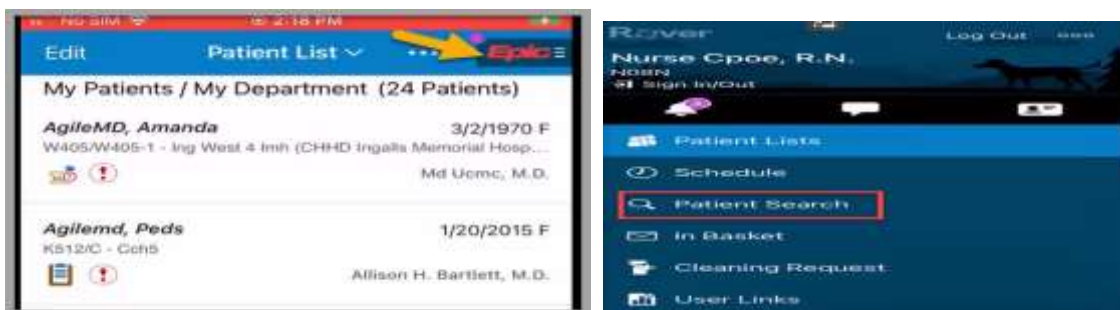 No SIM 2:18 PM
Edit Patient List ...
Epic
My Patients / My Department (24 Patients)
AgileMD, Amanda 3/2/1970 F
W405/W405-1 - Ing West 4 Imh (CHHD Ingalls Memorial Hosp...
Md Ucmc, M.D.
Agilemd, Peds 1/20/2015 F
K512/C - Cch5
Allison H. Bartlett, M.D.
Rover
Log Out
Nurse Cpoe, R.N.
Sign In/Out
Patient Lists
Schedule
Patient Search
In Basket
Cleaning Request
User Links